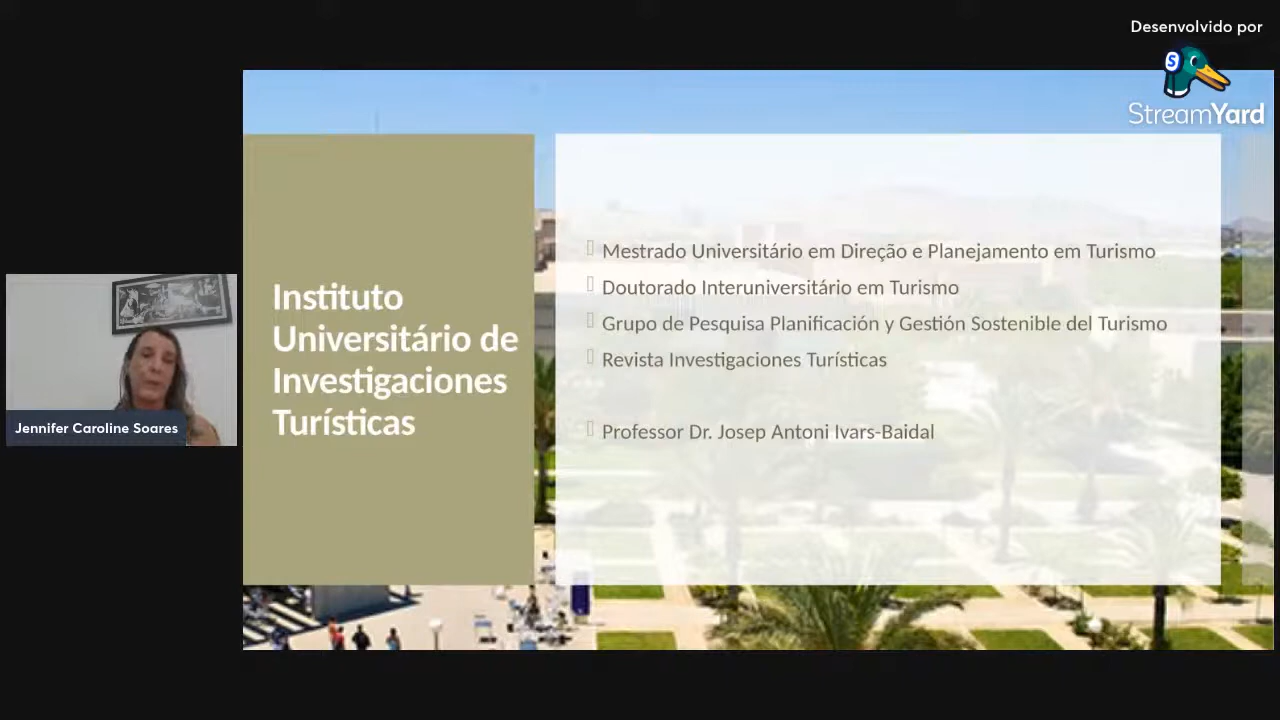 Desenvolvido por
StreamYard
Instituto
Universitário de
Investigaciones
Turísticas
Mestrado Universitário em Direção e Planejamento em Turismo
Doutorado Interuniversitário em Turismo
Grupo de Pesquisa Planificación y Gestión Sostenible del Turismo
Revista Investigaciones Turísticas
Professor Dr. Josep Antoni Ivars-Baidal
Jennifer Caroline Soares